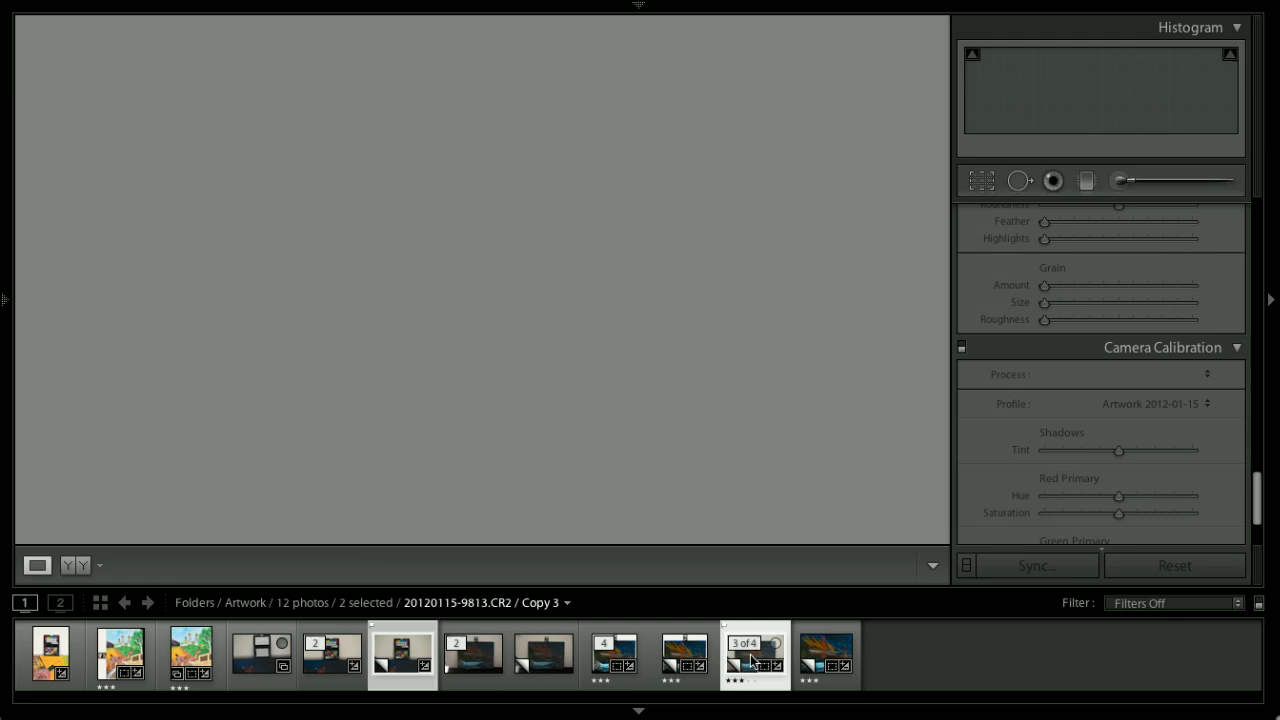 Histogram
Roundness
Feather
Highlights
Grain
Amount
Size
Roughness
Camera Calibration
Process :
Profile : Artwork 2012-01-15
Shadows
Tint
Red Primary
Hue
Saturation
Green Primary
Sync... Reset
Y Y
1 2 Folders / Artwork / 12 photos / 2 selected / 20120115-9813.CR2 / Copy 3 Filter : Filters Off
2 2 4 3 of 4